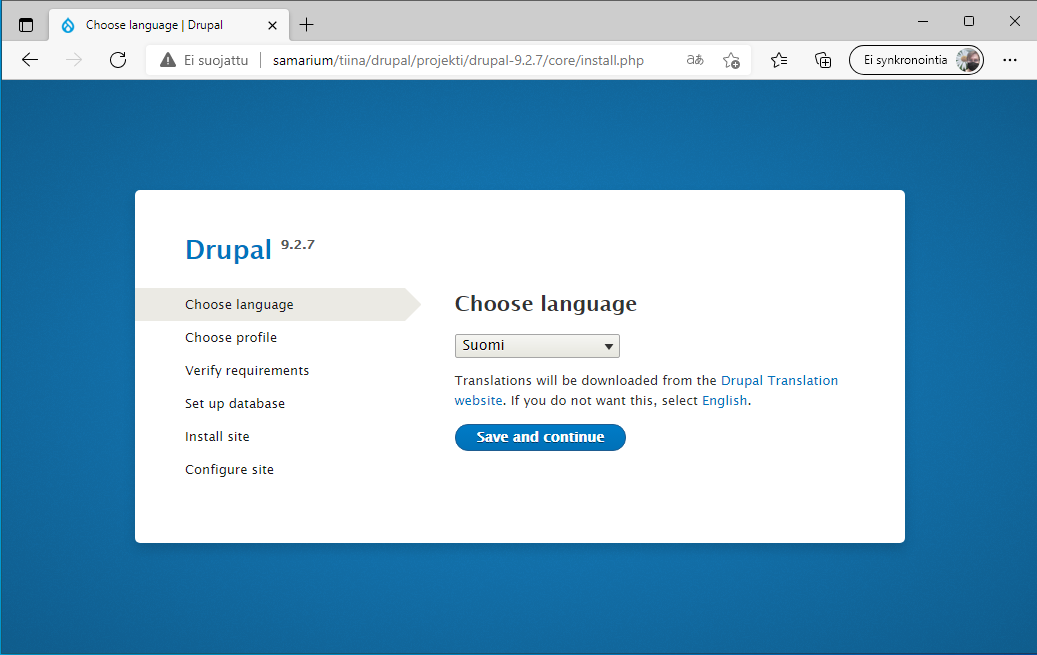 Choose language | Drupal
Ei suojattu
samarium/tiina/drupal/projekti/drupal-9.2.7/core/install.php
aあ
Ei synkronointia
Drupal 9.2.7
Choose language
Choose profile
Verify requirements
Set up database
Install site
Configure site
Choose language
Suomi
Translations will be downloaded from the Drupal Translation
website. If you do not want this, select English.
Save and continue